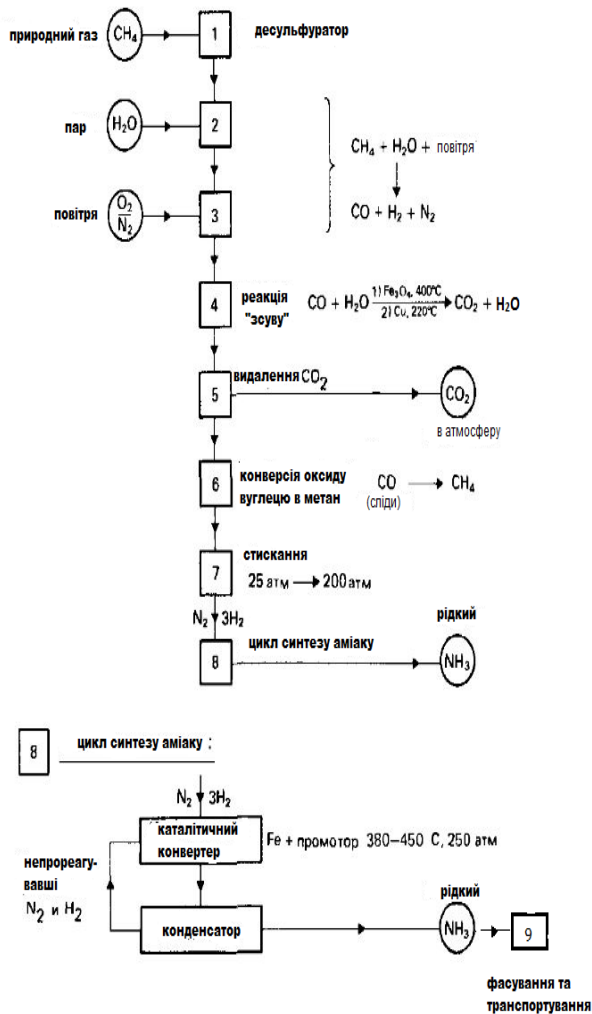 природний газ
CH₄
1
десульфуратор
пар
H₂O
2
CH₄ + H₂O + повітря
повітря
O₂
N₂
3
CO + H₂ + N₂
4
реакція
"зсуву"
CO + H₂O
1) Fe₃O₄, 400°C
2) Cu, 220°C
CO₂ + H₂O
5
видалення CO₂
CO₂
в атмосферу
6
конверсія оксиду
вуглецю в метан
CO
(сліди)
CH₄
7
стискання
25 атм
200 атм
N₂
3H₂
8
цикл синтезу аміаку
рідкий
NH₃
8
цикл синтезу аміаку :
N₂
3H₂
каталітичний
конвертер
Fe + промотор 380–450 C, 250 атм
непрореагу-
вавші
N₂ и H₂
конденсатор
рідкий
NH₃
9
фасування та
транспортування